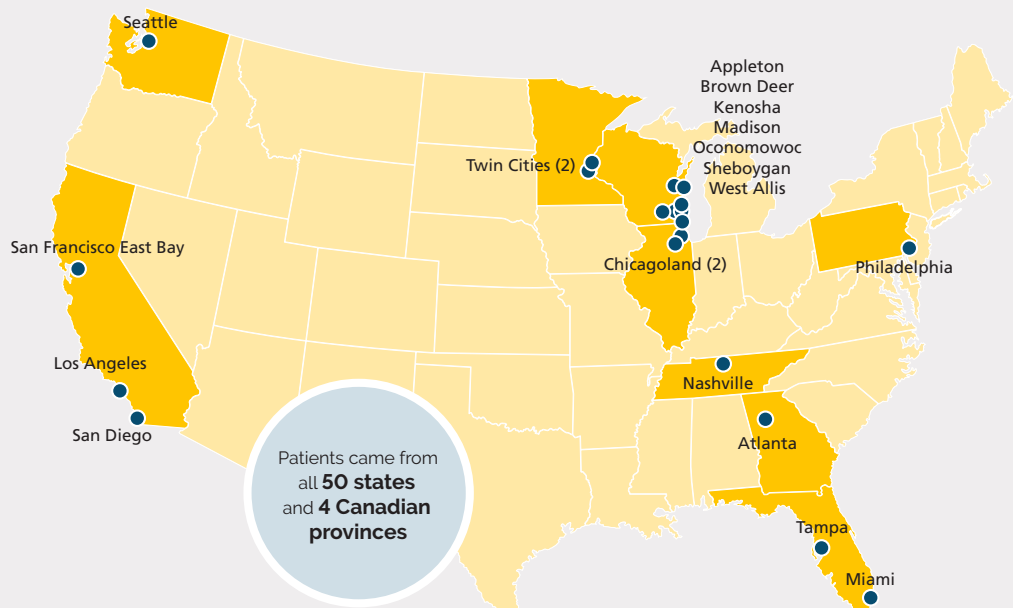 Seattle
Appleton
Brown Deer
Kenosha
Madison
Oconomowoc
Sheboygan
West Allis
Twin Cities (2)
San Francisco East Bay
Chicagoland (2)
Philadelphia
Los Angeles
Nashville
San Diego
Atlanta
Patients came from
all 50 states
and 4 Canadian
provinces
Tampa
Miami